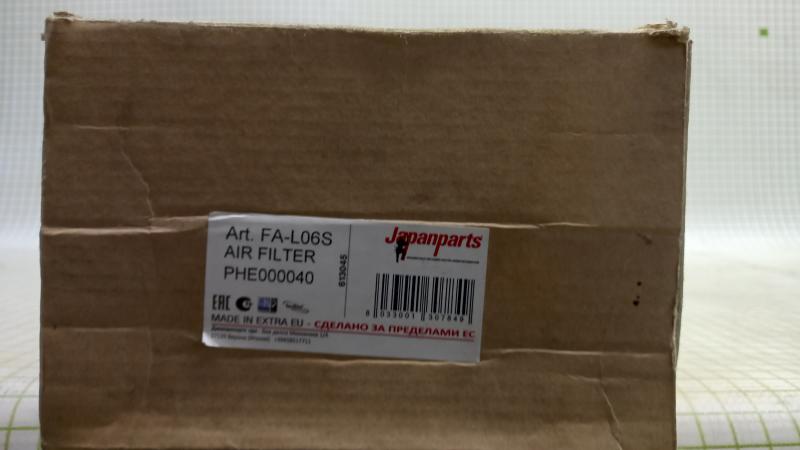 Art. FA-L06S
AIR FILTER
PHE000040
613045
Japanparts
8 033001 307849
EAC
MADE IN EXTRA EU - СДЕЛАНО ЗА ПРЕДЕЛАМИ ЕС